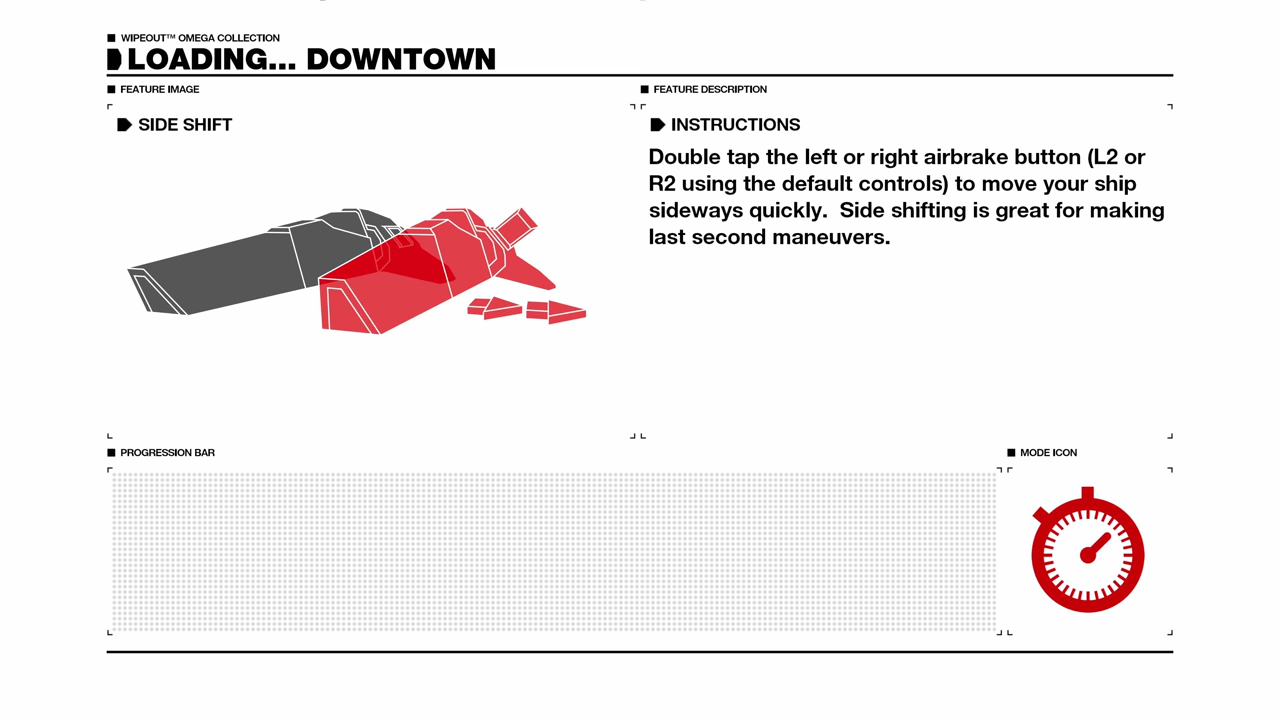 WIPEOUT™ OMEGA COLLECTION
LOADING... DOWNTOWN
FEATURE IMAGE
FEATURE DESCRIPTION
SIDE SHIFT
INSTRUCTIONS
Double tap the left or right airbrake button (L2 or
R2 using the default controls) to move your ship
sideways quickly.  Side shifting is great for making
last second maneuvers.
PROGRESSION BAR
MODE ICON